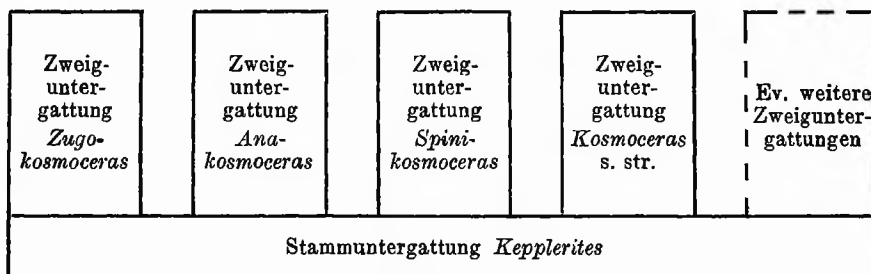 Zweig-
unter-
gattung
Zugo-
kosmoceras
Zweig-
unter-
gattung
Ana-
kosmoceras
Zweig-
unter-
gattung
Spini-
kosmoceras
Zweig-
unter-
gattung
Kosmoceras
s. str.
Ev. weitere
Zweigunter-
gattungen
Stammuntergattung Kepplerites